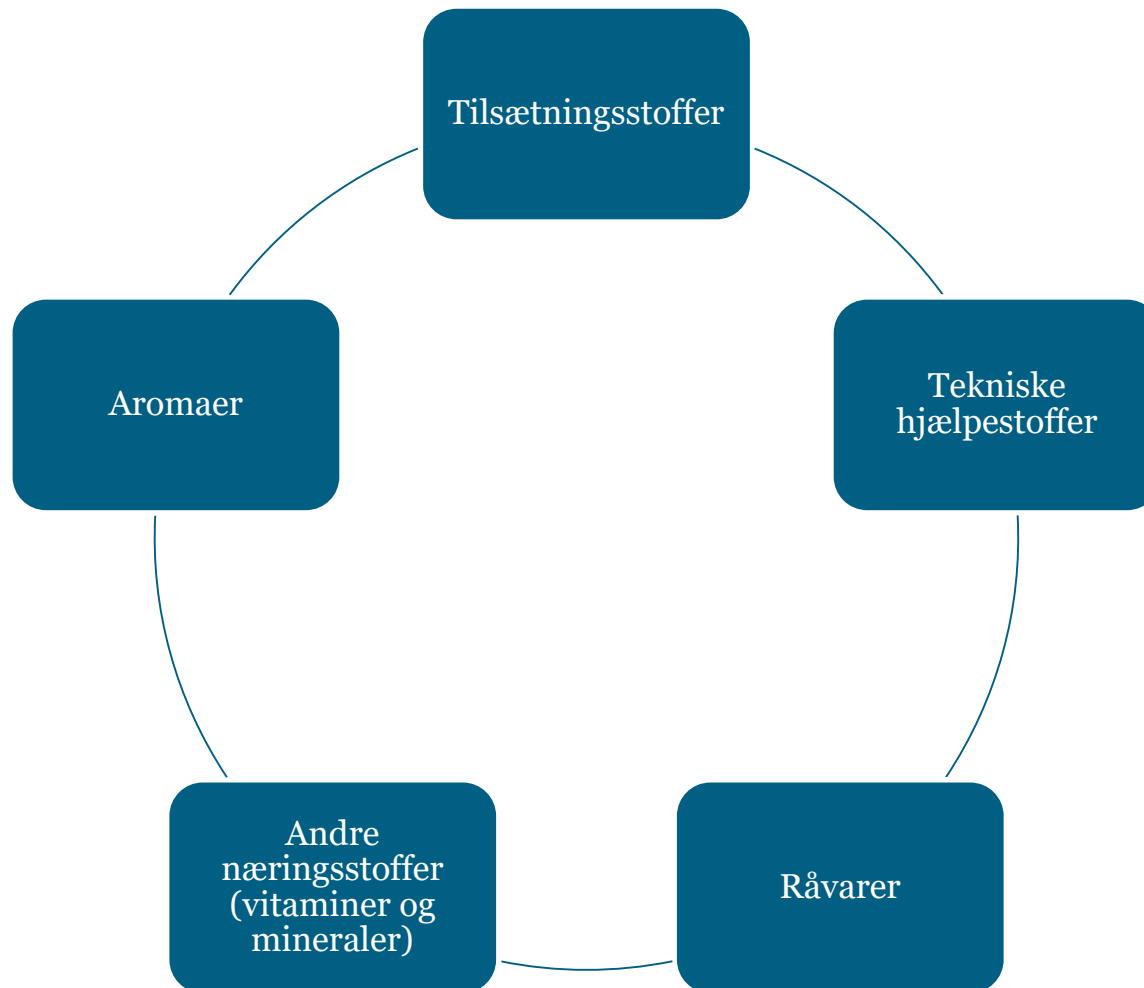 Tilsætningsstoffer
Aromaer
Tekniske
hjælpestoffer
Andre
næringsstoffer
(vitaminer og
mineraler)
Råvarer